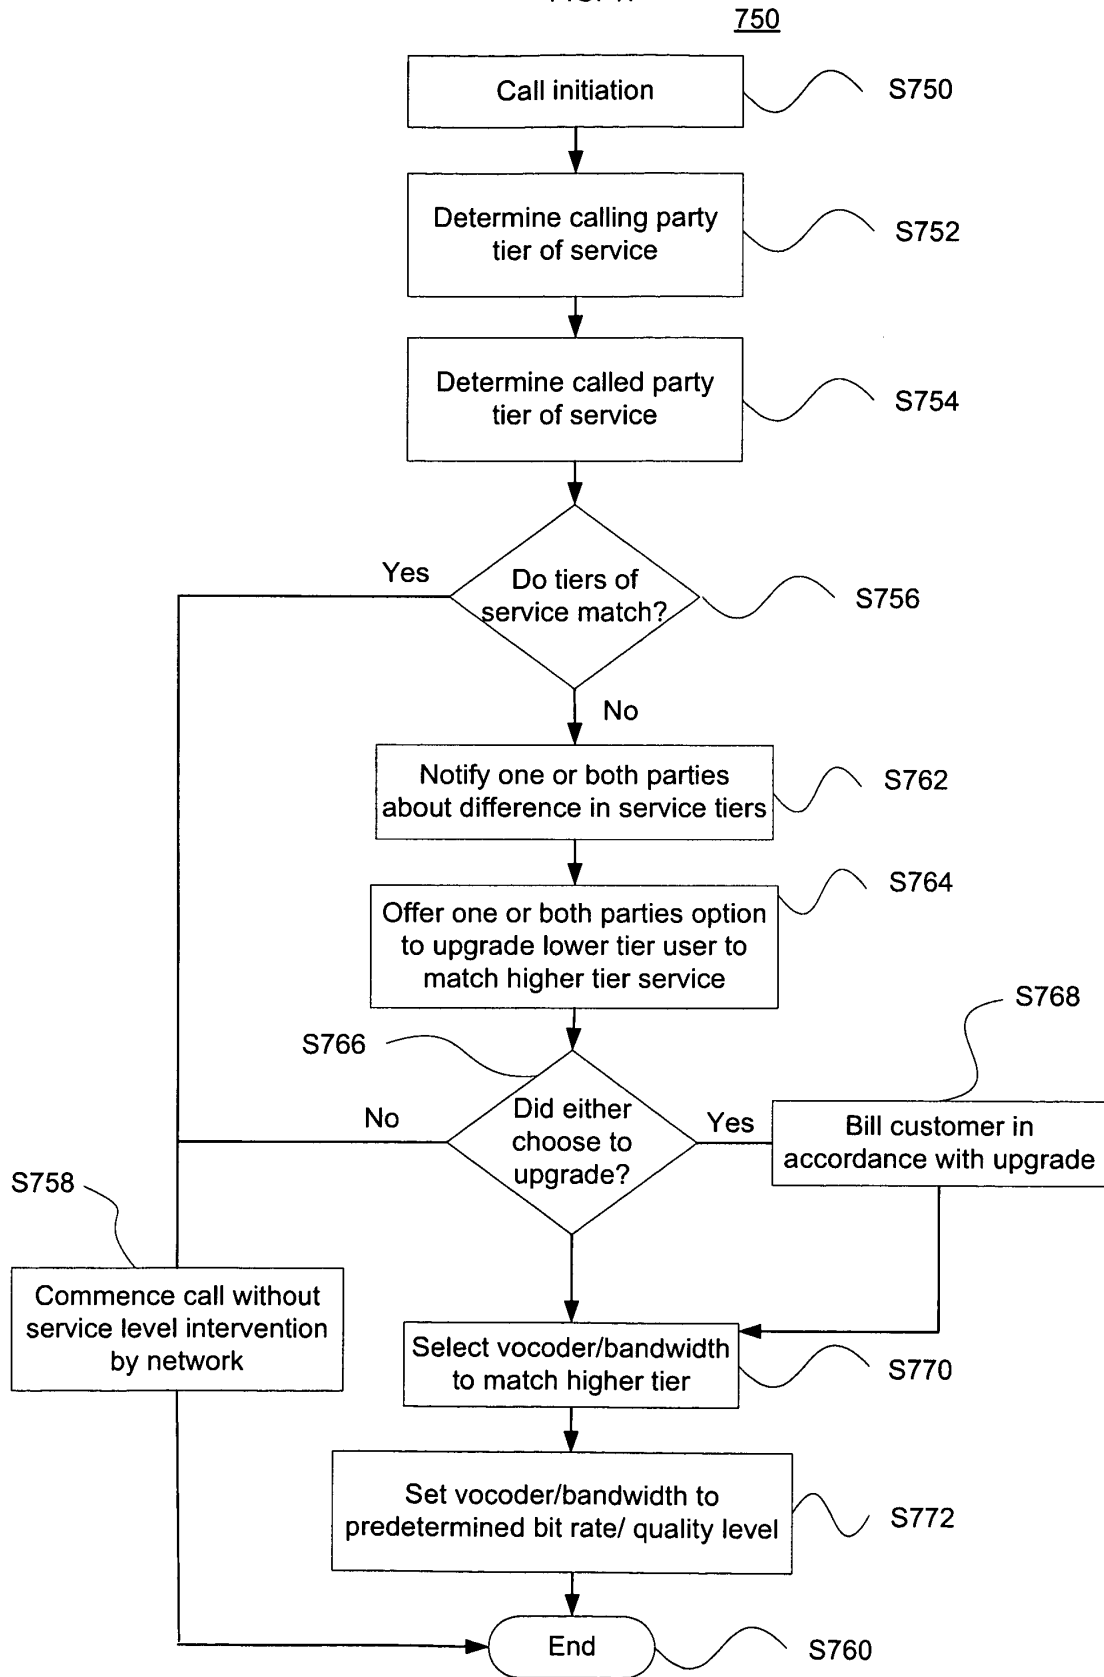 750
Call initiation
S750
Determine calling party
tier of service
S752
Determine called party
tier of service
S754
Yes
Do tiers of
service match?
S756
No
Notify one or both parties
about difference in service tiers
S762
Offer one or both parties option
to upgrade lower tier user to
match higher tier service
S764
S766
Did either
choose to
upgrade?
No
Yes
S768
Bill customer in
accordance with upgrade
S758
Commence call without
service level intervention
by network
Select vocoder/bandwidth
to match higher tier
S770
Set vocoder/bandwidth to
predetermined bit rate/ quality level
S772
End
S760